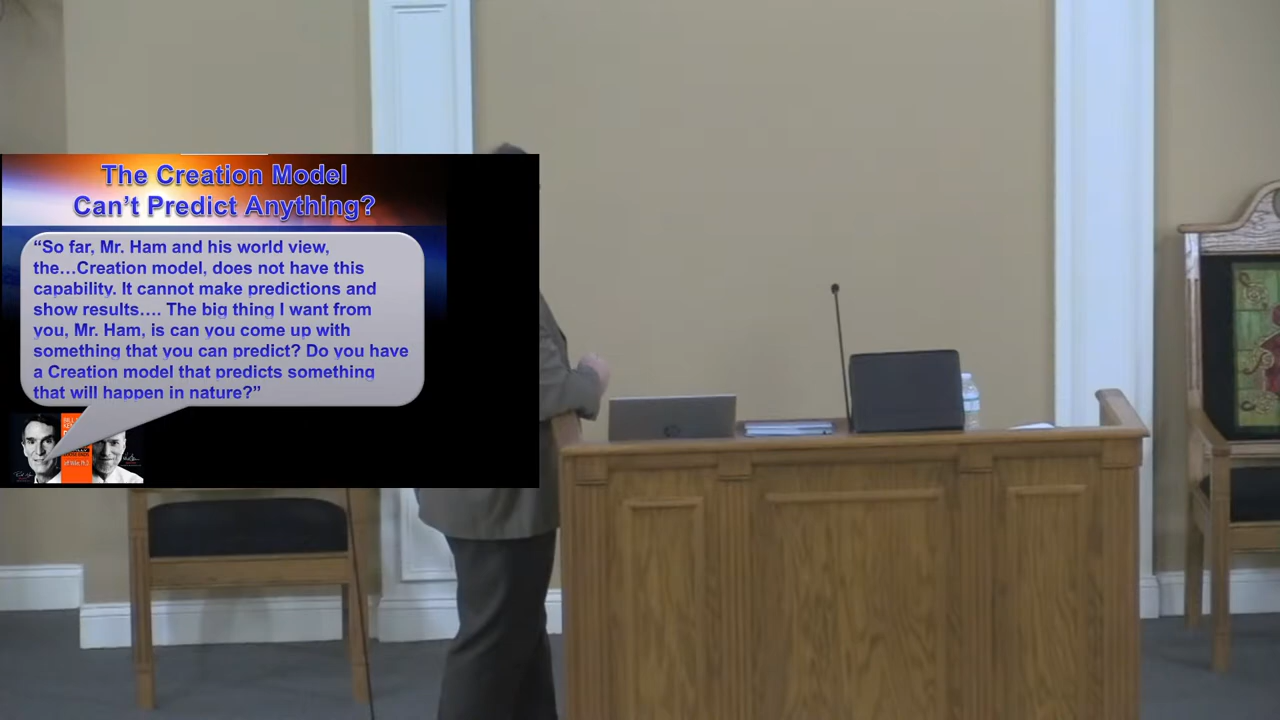 The Creation Model
Can't Predict Anything?
“So far, Mr. Ham and his world view,
the…Creation model, does not have this
capability. It cannot make predictions and
show results…. The big thing I want from
you, Mr. Ham, is can you come up with
something that you can predict? Do you have
a Creation model that predicts something
that will happen in nature?”